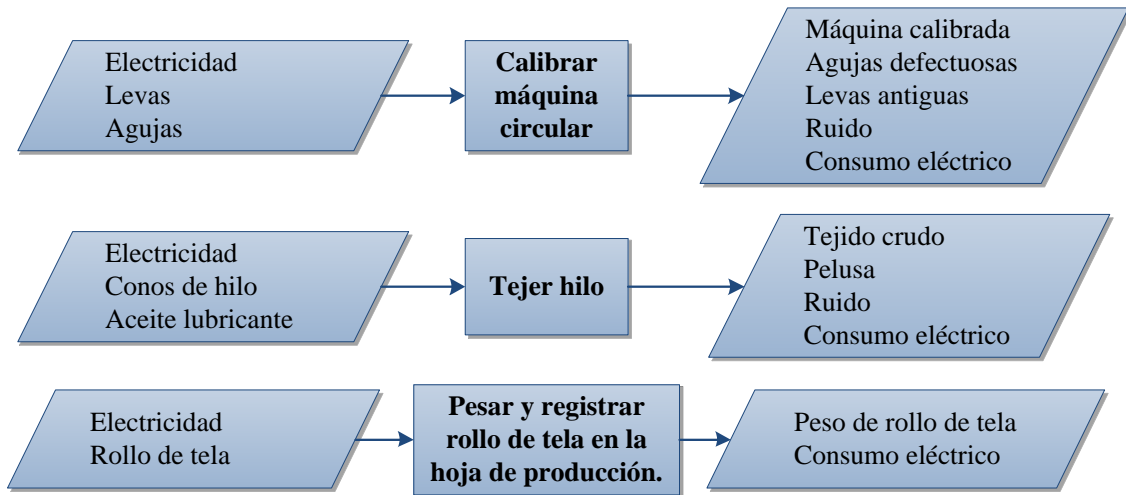 Electricidad
Levas
Agujas
Calibrar
máquina
circular
Máquina calibrada
Agujas defectuosas
Levas antiguas
Ruido
Consumo eléctrico
Electricidad
Conos de hilo
Aceite lubricante
Tejer hilo
Tejido crudo
Pelusa
Ruido
Consumo eléctrico
Electricidad
Rollo de tela
Pesar y registrar
rollo de tela en la
hoja de producción.
Peso de rollo de tela
Consumo eléctrico